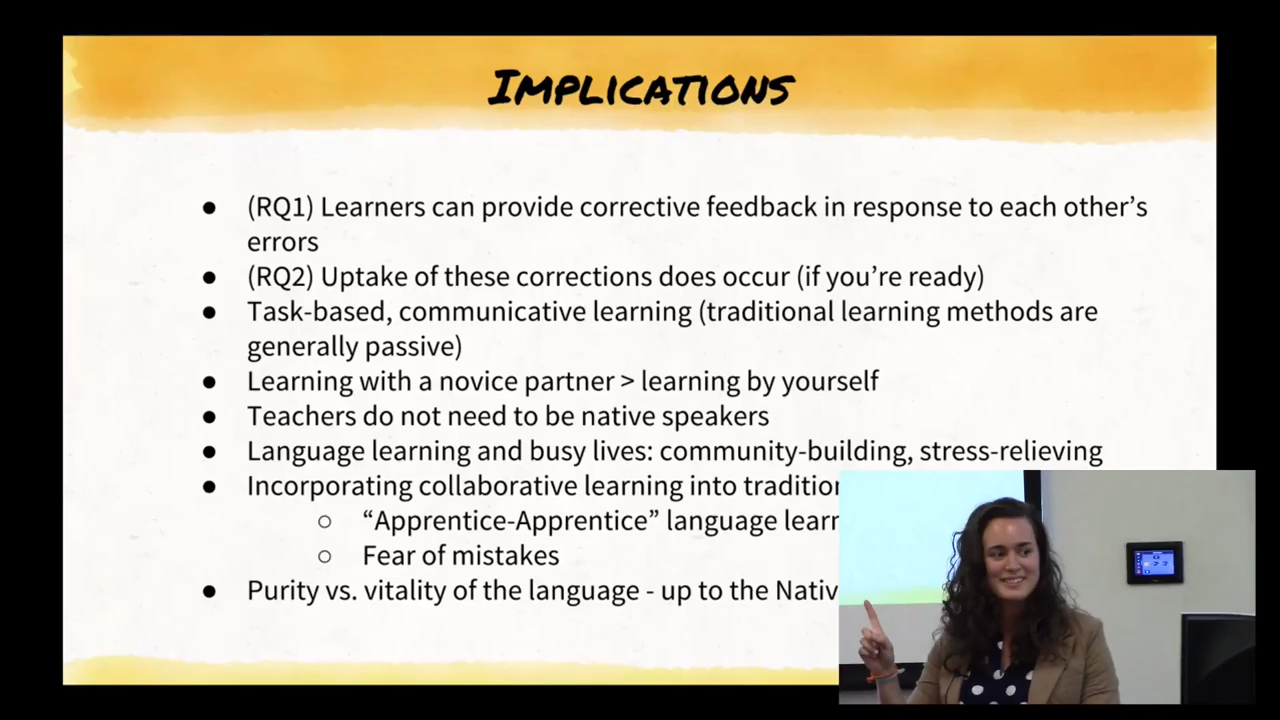 IMPLICATIONS
● (RQ1) Learners can provide corrective feedback in response to each other’s
errors
● (RQ2) Uptake of these corrections does occur (if you’re ready)
● Task-based, communicative learning (traditional learning methods are
generally passive)
● Learning with a novice partner > learning by yourself
● Teachers do not need to be native speakers
● Language learning and busy lives: community-building, stress-relieving
● Incorporating collaborative learning into
○ “Apprentice-Apprentice” language
○ Fear of mistakes
● Purity vs. vitality of the language - up to the